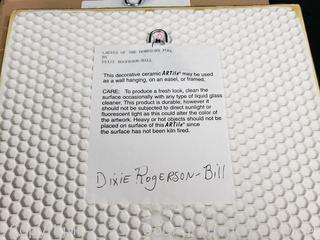 LADIES OF THE DOWNTOWN MALL
BY
DIXIE ROGERSON-BILL
This decorative ceramic ARTile® may be used
as a wall hanging, on an easel, or framed.
CARE: To produce a fresh look, clean the
surface occasionally with any type of liquid glass
cleaner. This product is durable, however it
should not be subjected to direct sunlight or
fluorescent light as this could alter the color of
the artwork. Heavy or hot objects should not be
placed on surface of this ARTile® since
the surface has not been kiln fired.
Dixie Rogerson-Bill